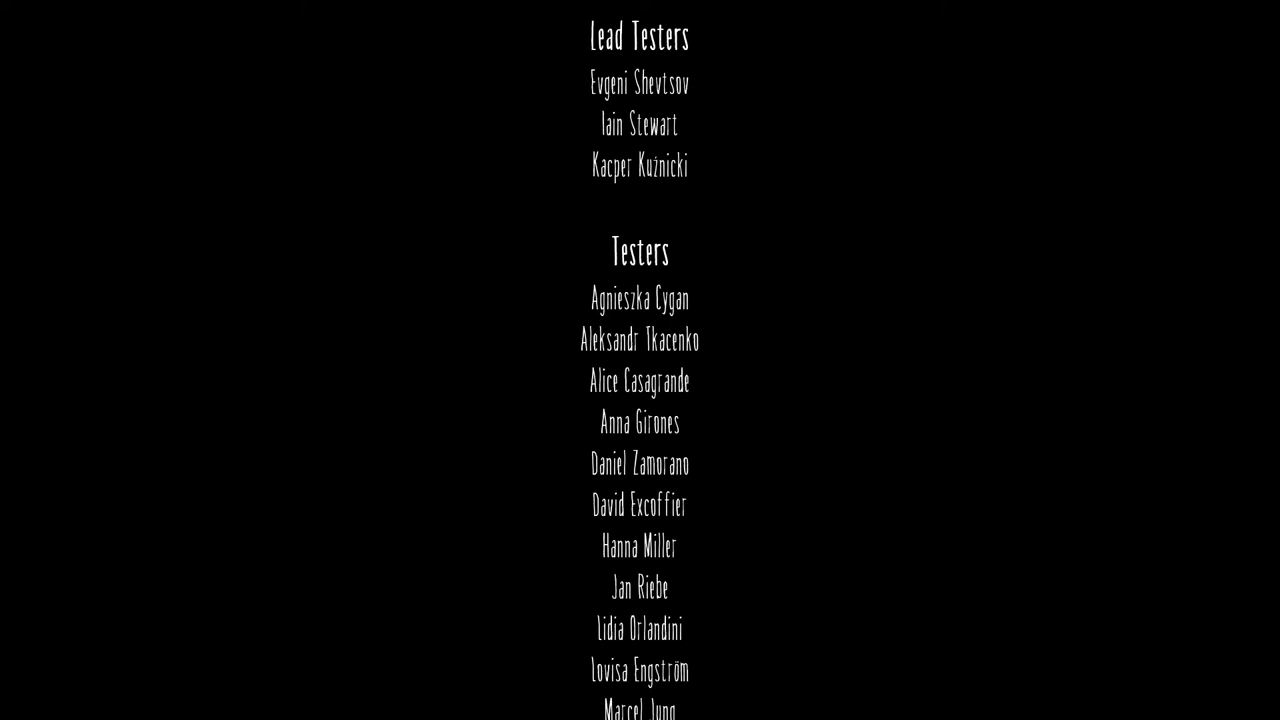 Lead Testers
Evgeni Shevtsov
Iain Stewart
Kacper Kuźnicki
Testers
Agnieszka Cygan
Aleksandr Tkacenko
Alice Casagrande
Anna Girones
Daniel Zamorano
David Excoffier
Hanna Miller
Jan Riebe
Lidia Orlandini
Lovisa Engström
Marcel Jung